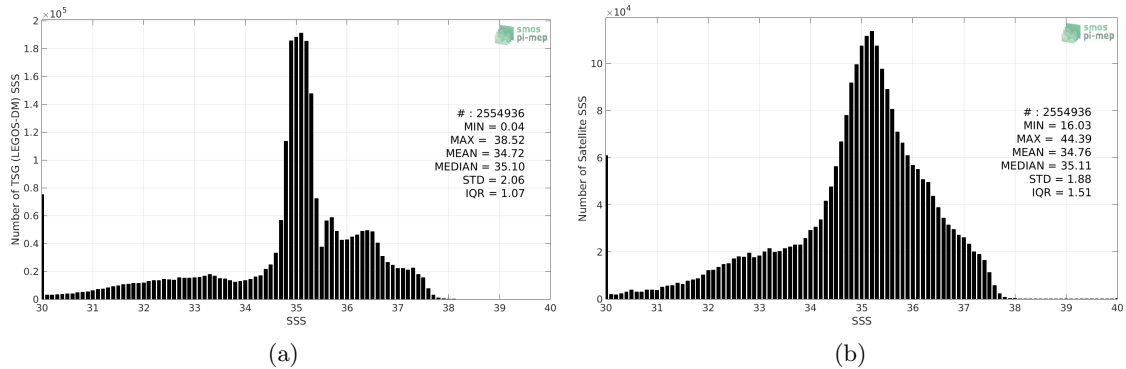 ×10⁵
2
1.8
1.6
1.4
1.2
1
0.8
0.6
0.4
0.2
0
Number of TSG (LEGOS-DM) SSS
30 31 32 33 34 35 36 37 38 39 40
SSS
smos
pi-mep
# : 2554936
MIN = 0.04
MAX = 38.52
MEAN = 34.72
MEDIAN = 35.10
STD = 2.06
IQR = 1.07
(a)
×10⁴
10
8
6
4
2
0
Number of Satellite SSS
30 31 32 33 34 35 36 37 38 39 40
SSS
smos
pi-mep
# : 2554936
MIN = 16.03
MAX = 44.39
MEAN = 34.76
MEDIAN = 35.11
STD = 1.88
IQR = 1.51
(b)